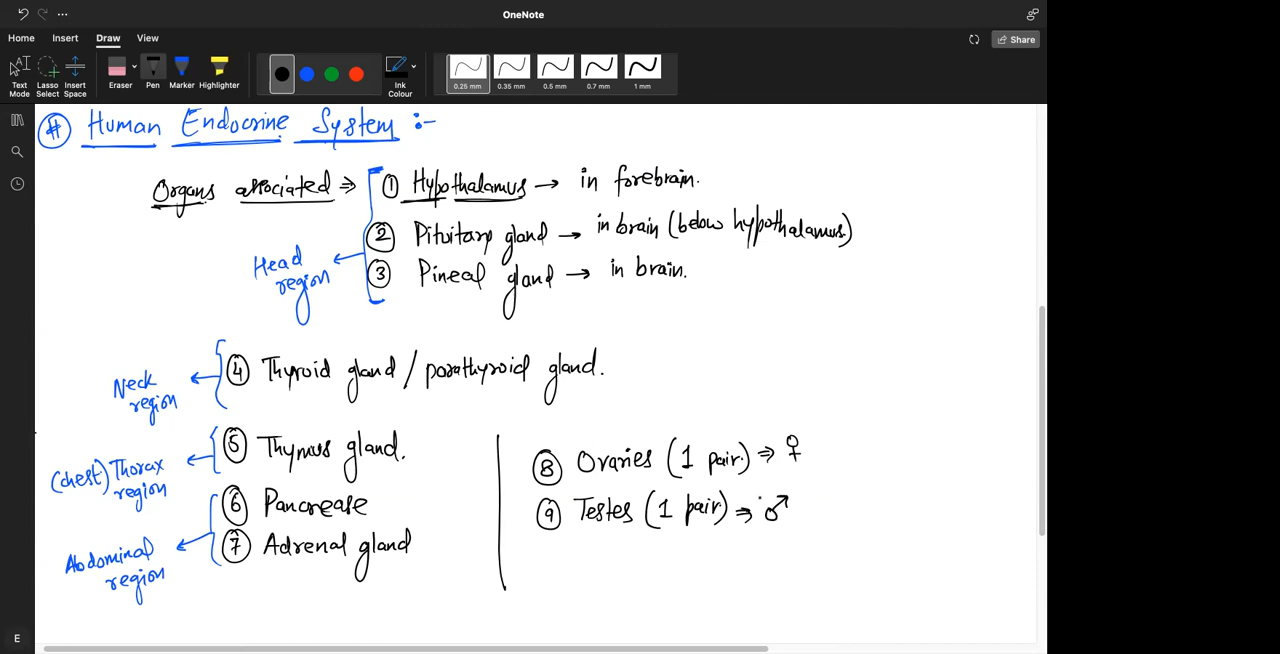 OneNote
Home Insert Draw View
Share
Text Mode
Lasso Select
Insert Space
Eraser
Pen
Marker
Highlighter
Ink Colour
0.25 mm
0.35 mm
0.5 mm
0.7 mm
1 mm
# Human Endocrine System :-
Organs associated ⇒ ① Hypothalamus → in forebrain.
② Pituitary gland → in brain (below hypothalamus)
③ Pineal gland → in brain.
Head region
④ Thyroid gland / parathyroid gland.
Neck region
⑤ Thymus gland.
(chest) Thorax region
⑥ Pancrease
⑦ Adrenal gland
Abdominal region
⑧ Ovaries (1 pair) ⇒ ♀
⑨ Testes (1 pair) ⇒ ♂
E